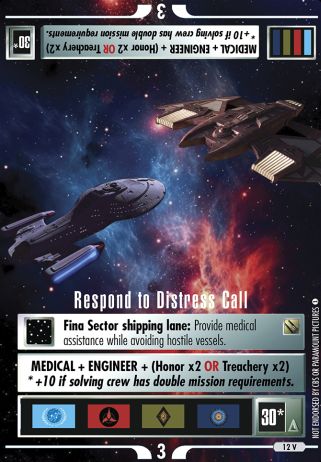 3
MEDICAL + ENGINEER + (Honor x2 OR Treachery x2)
*+10 if solving crew has double mission requirements.
30*
Respond to Distress Call
Fina Sector shipping lane: Provide medical
assistance while avoiding hostile vessels.
MEDICAL + ENGINEER + (Honor x2 OR Treachery x2)
*+10 if solving crew has double mission requirements.
30*
3
12 V
NOT ENDORSED BY CBS OR PARAMOUNT PICTURES